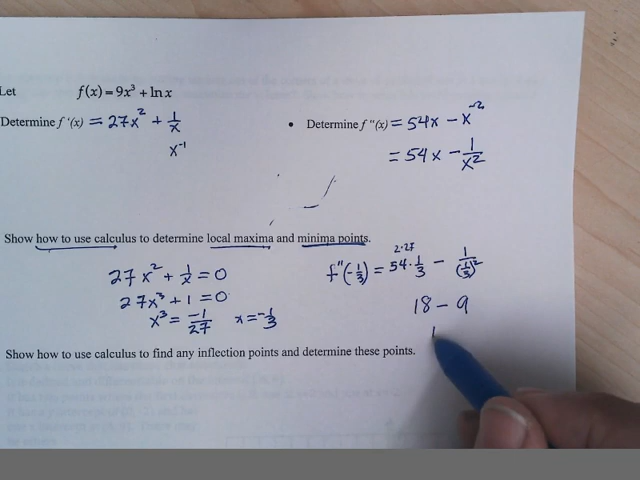 Let f(x) = 9x³ + ln x
Determine f '(x) = 27x² + 1/x
x⁻¹
• Determine f "(x) = 54x − x⁻²
= 54x − 1/x²
Show how to use calculus to determine local maxima and minima points.
27x² + 1/x = 0
27x³ + 1 = 0
x³ = −1/27 x = −1/3
2·27
f"(−1/3) = 54·1/3 − 1/(1/3)²
18 − 9
Show how to use calculus to find any inflection points and determine these points.